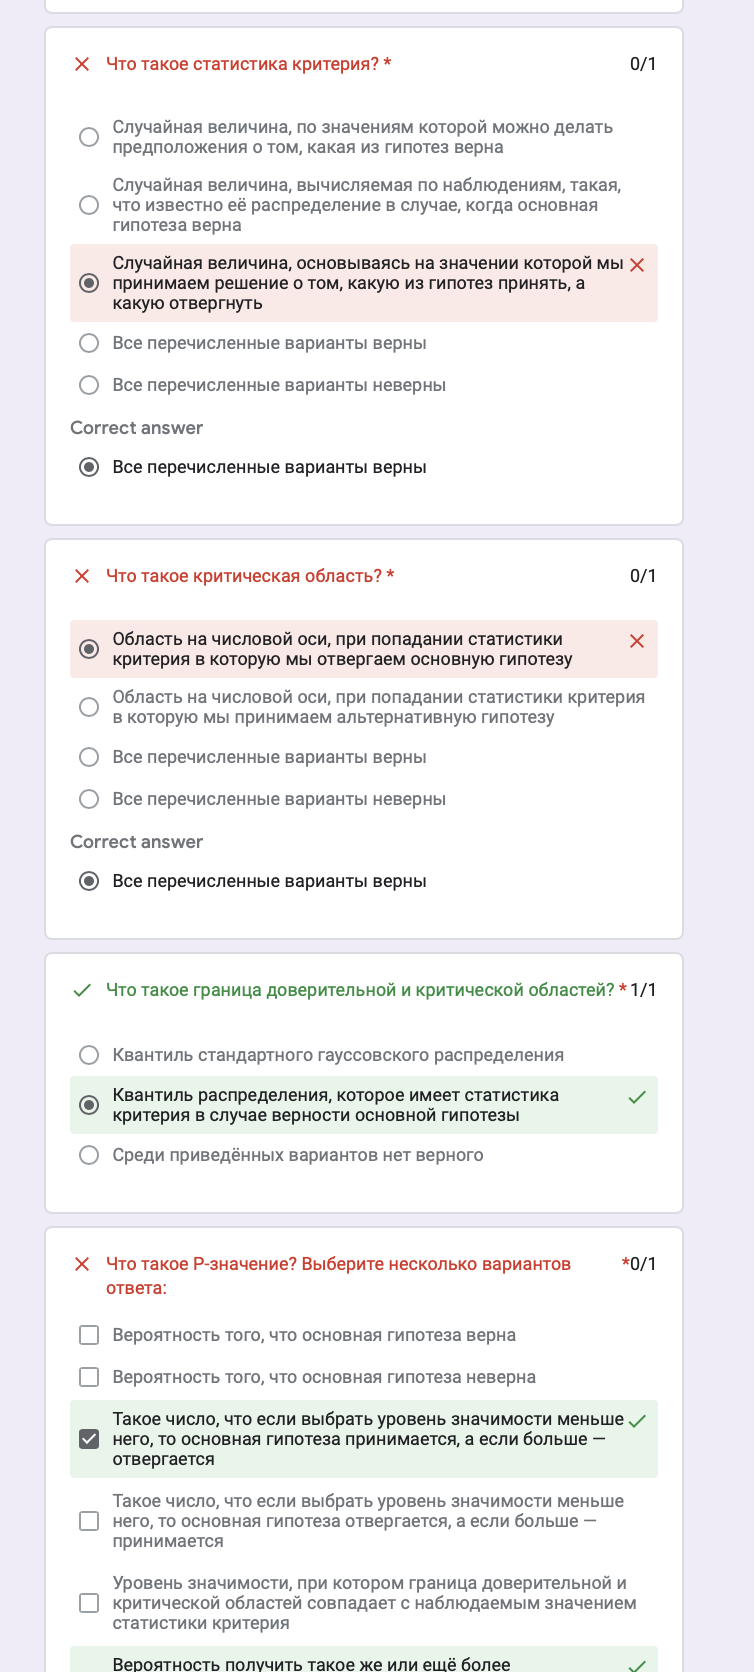 Что такое статистика критерия? * 0/1
Случайная величина, по значениям которой можно делать
предположения о том, какая из гипотез верна
Случайная величина, вычисляемая по наблюдениям, такая,
что известно её распределение в случае, когда основная
гипотеза верна
Случайная величина, основываясь на значении которой мы
принимаем решение о том, какую из гипотез принять, а
какую отвергнуть
Все перечисленные варианты верны
Все перечисленные варианты неверны
Correct answer
Все перечисленные варианты верны
Что такое критическая область? * 0/1
Область на числовой оси, при попадании статистики
критерия в которую мы отвергаем основную гипотезу
Область на числовой оси, при попадании статистики критерия
в которую мы принимаем альтернативную гипотезу
Все перечисленные варианты верны
Все перечисленные варианты неверны
Correct answer
Все перечисленные варианты верны
Что такое граница доверительной и критической областей? * 1/1
Квантиль стандартного гауссовского распределения
Квантиль распределения, которое имеет статистика
критерия в случае верности основной гипотезы
Среди приведённых вариантов нет верного
Что такое P-значение? Выберите несколько вариантов *0/1
ответа:
Вероятность того, что основная гипотеза верна
Вероятность того, что основная гипотеза неверна
Такое число, что если выбрать уровень значимости меньше
него, то основная гипотеза принимается, а если больше —
отвергается
Такое число, что если выбрать уровень значимости меньше
него, то основная гипотеза отвергается, а если больше —
принимается
Уровень значимости, при котором граница доверительной и
критической областей совпадает с наблюдаемым значением
статистики критерия
Вероятность получить такое же или ещё более